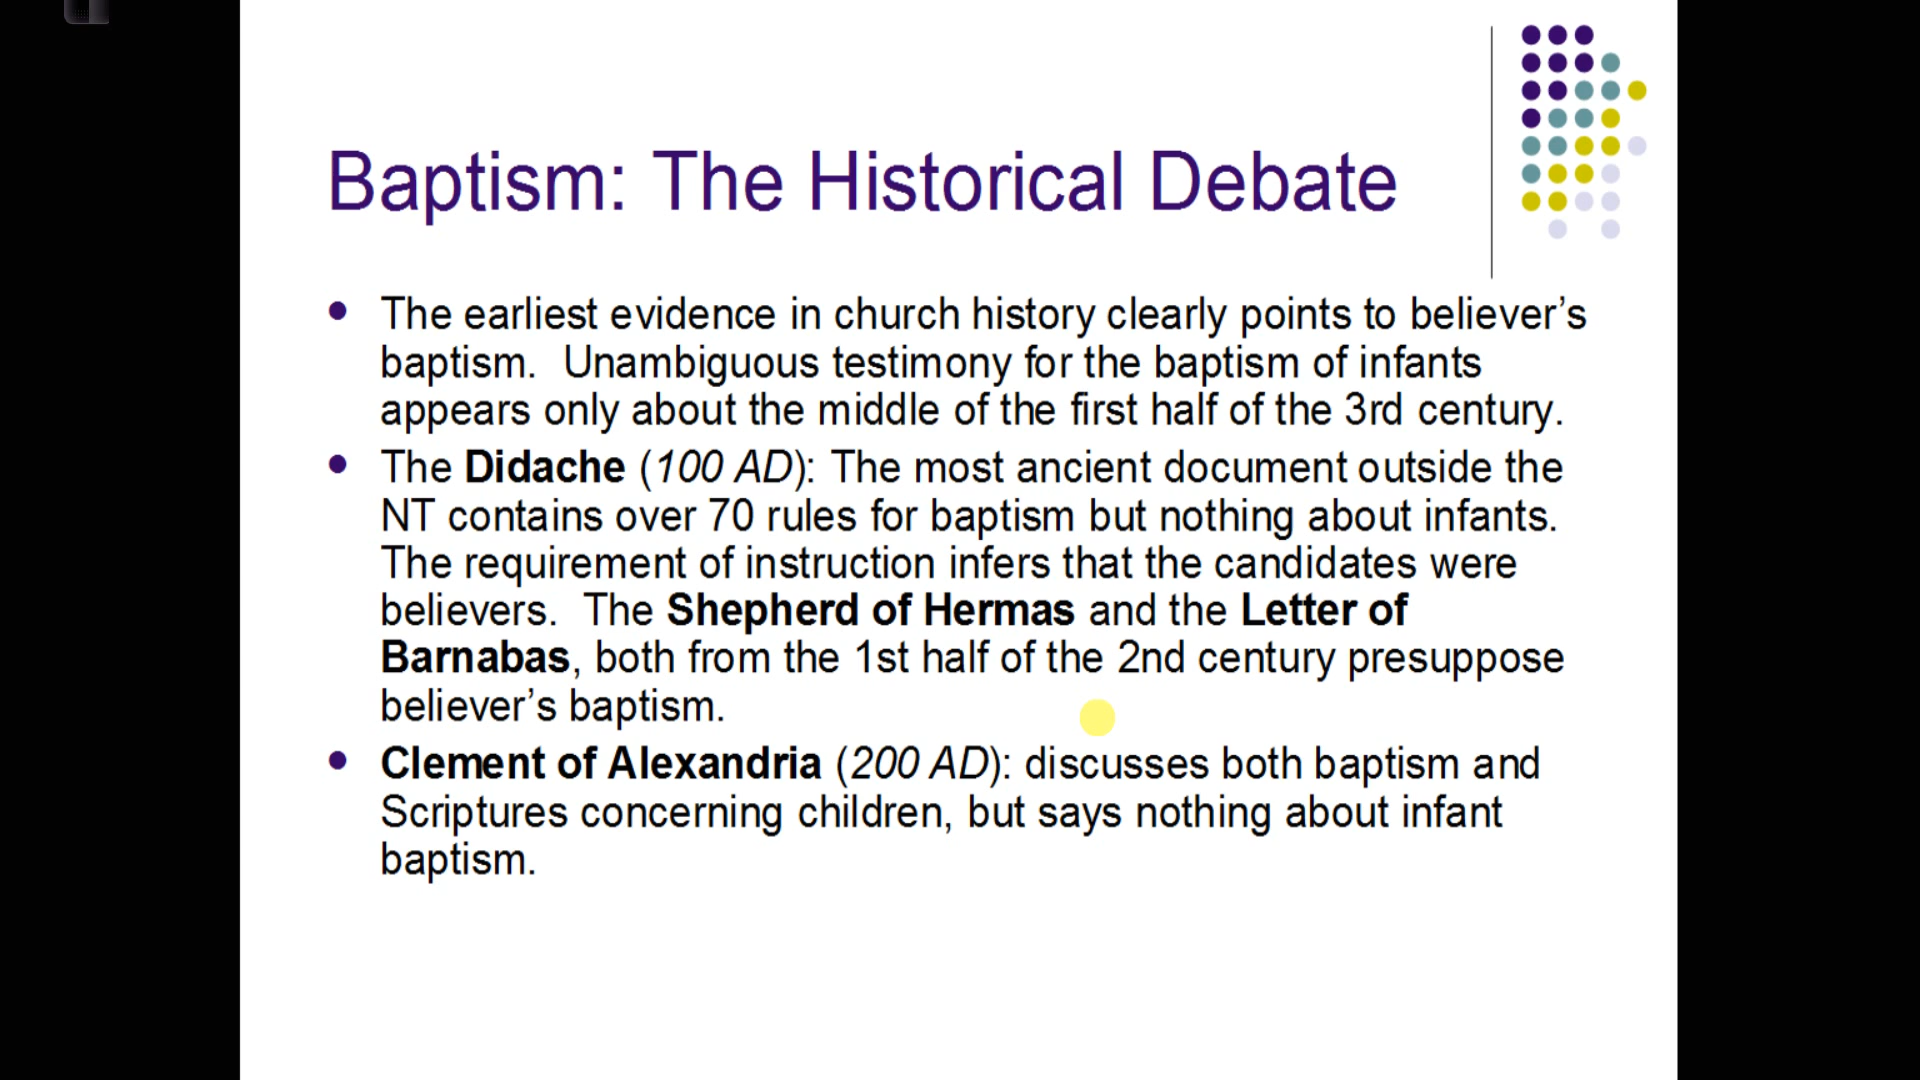 Baptism: The Historical Debate
The earliest evidence in church history clearly points to believer’s
baptism.  Unambiguous testimony for the baptism of infants
appears only about the middle of the first half of the 3rd century.
The Didache (100 AD): The most ancient document outside the
NT contains over 70 rules for baptism but nothing about infants.
The requirement of instruction infers that the candidates were
believers.  The Shepherd of Hermas and the Letter of
Barnabas, both from the 1st half of the 2nd century presuppose
believer’s baptism.
Clement of Alexandria (200 AD): discusses both baptism and
Scriptures concerning children, but says nothing about infant
baptism.